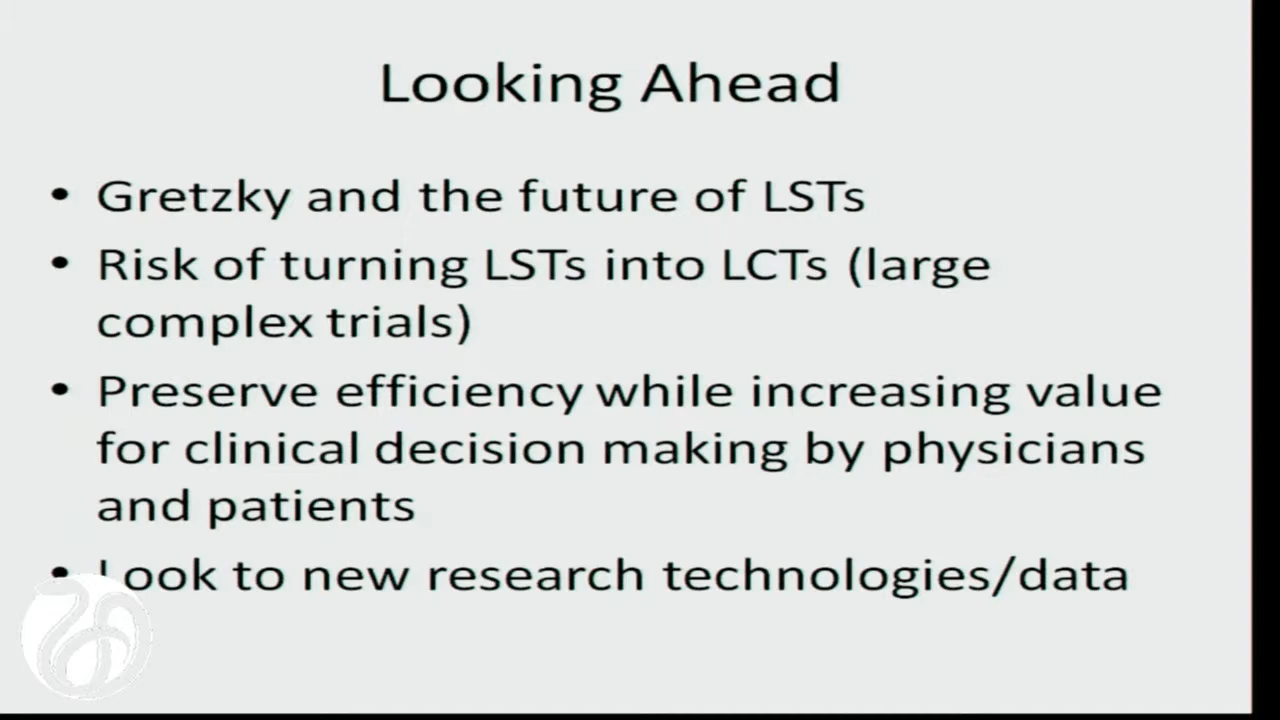 Looking Ahead
• Gretzky and the future of LSTs
• Risk of turning LSTs into LCTs (large
complex trials)
• Preserve efficiency while increasing value
for clinical decision making by physicians
and patients
• Look to new research technologies/data